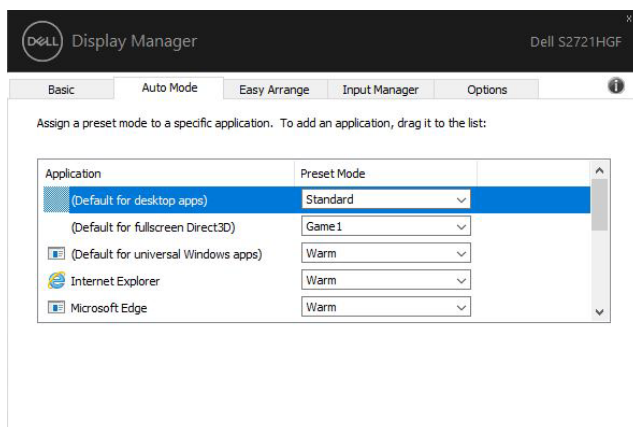 x
DELL Display Manager Dell S2721HGF
Basic Auto Mode Easy Arrange Input Manager Options
Assign a preset mode to a specific application. To add an application, drag it to the list:
Application Preset Mode
(Default for desktop apps) Standard
(Default for fullscreen Direct3D) Game1
(Default for universal Windows apps) Warm
Internet Explorer Warm
Microsoft Edge Warm